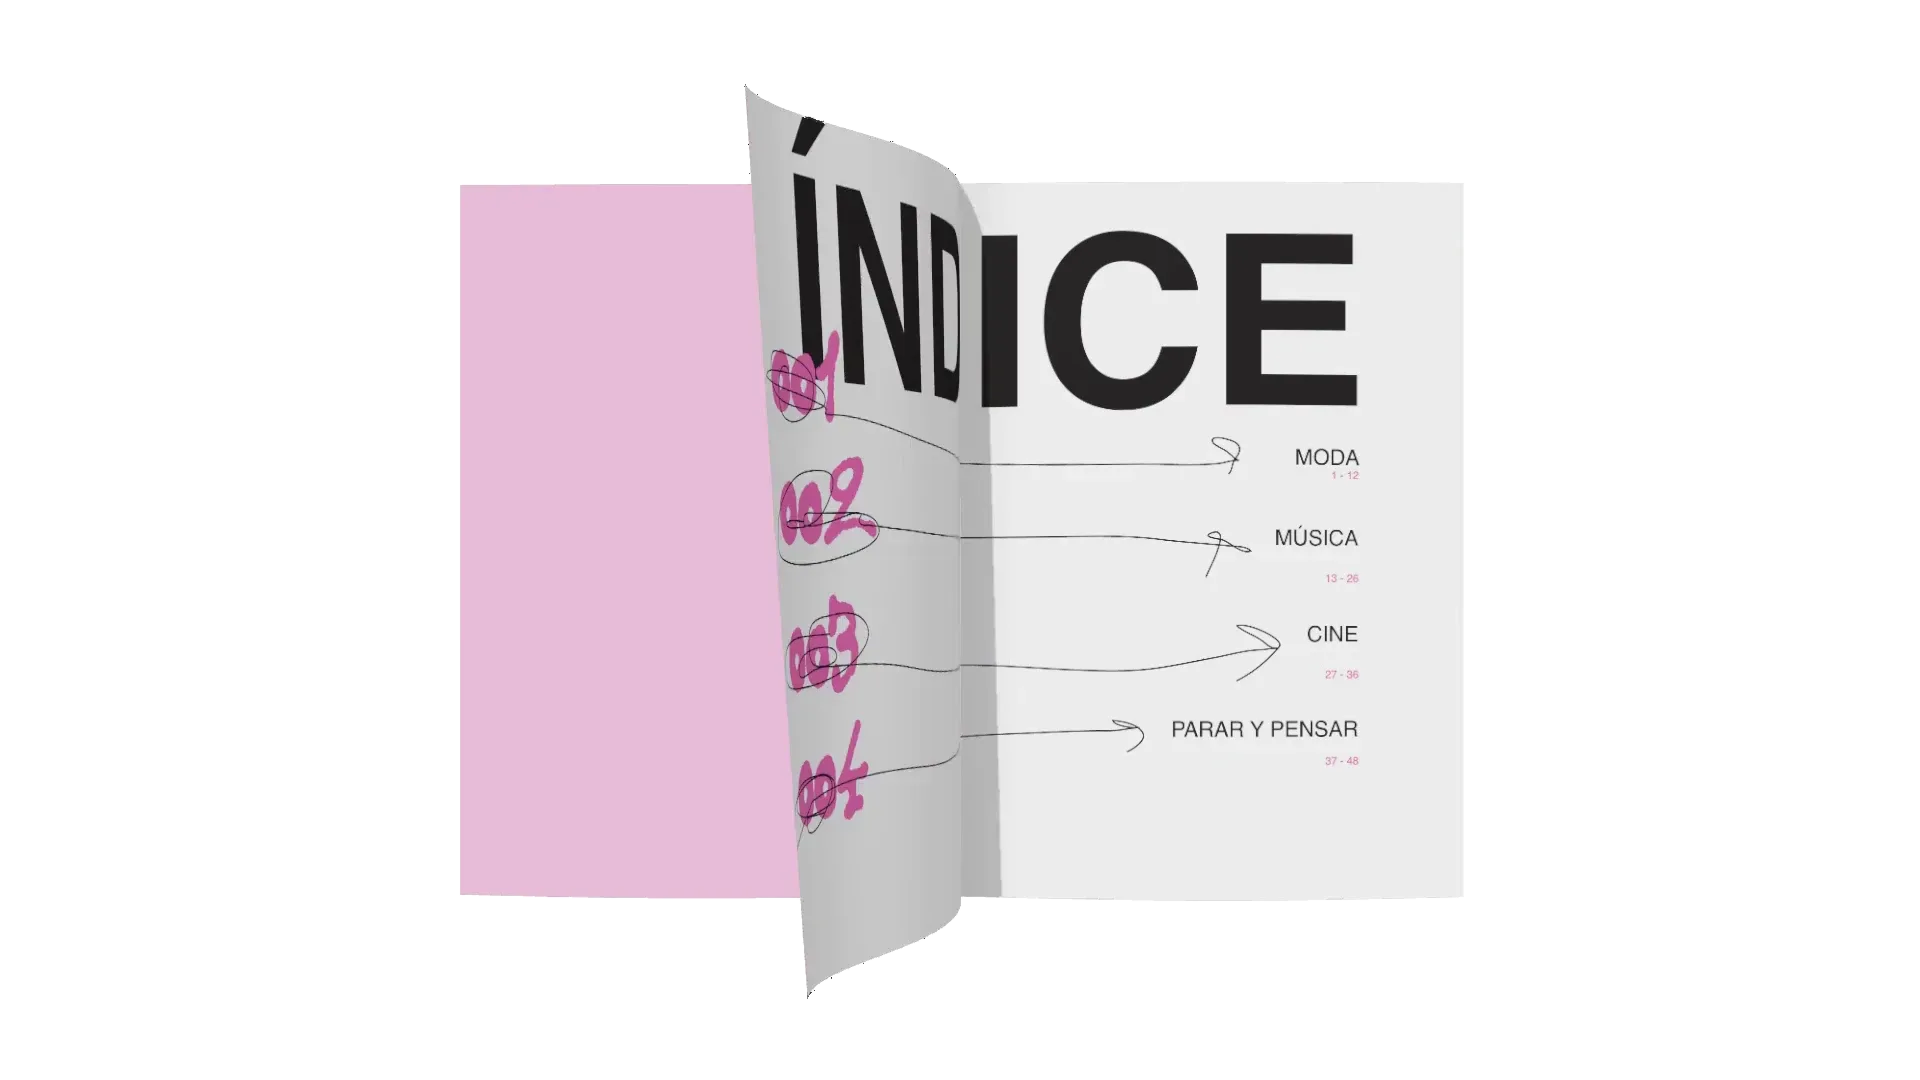 ÍNDICE
001
MODA
1 - 12
002
MÚSICA
13 - 26
003
CINE
27 - 36
004
PARAR Y PENSAR
37 - 48